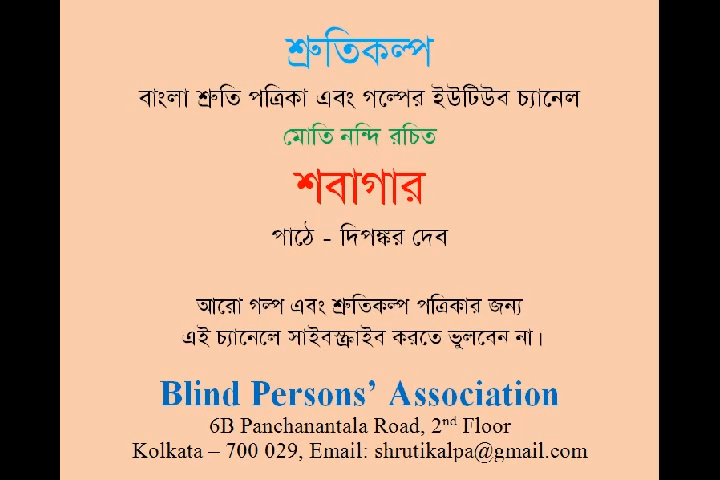 শ্রুতিকল্প
বাংলা শ্রুতি পত্রিকা এবং গল্পের ইউটিউব চ্যানেল
মোতি নন্দি রচিত
শবাগার
পাঠে - দিপঙ্কর দেব
আরো গল্প এবং শ্রুতিকল্প পত্রিকার জন্য
এই চ্যানেলে সাইবস্ক্রাইব করতে ভুলবেন না।
Blind Persons’ Association
6B Panchanantala Road, 2nd Floor
Kolkata – 700 029, Email: shrutikalpa@gmail.com